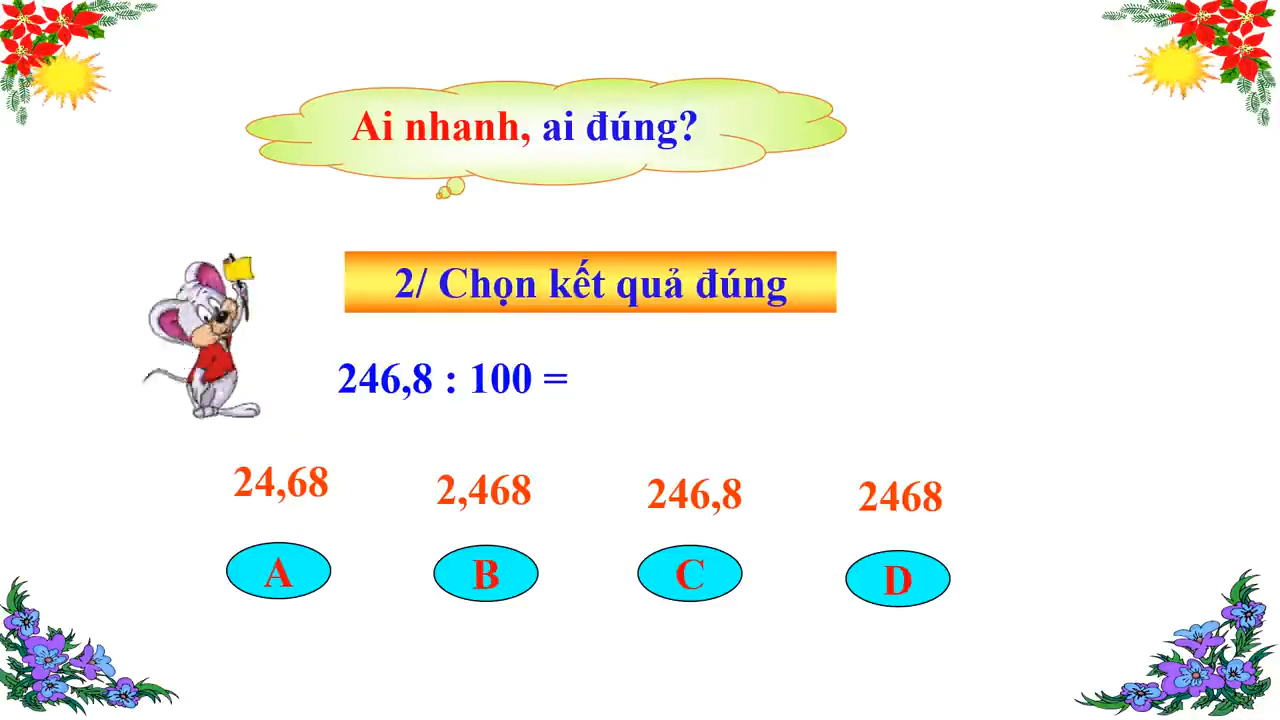 Ai nhanh, ai đúng?
2/ Chọn kết quả đúng
246,8 : 100 =
24,68 2,468 246,8 2468
A B C D